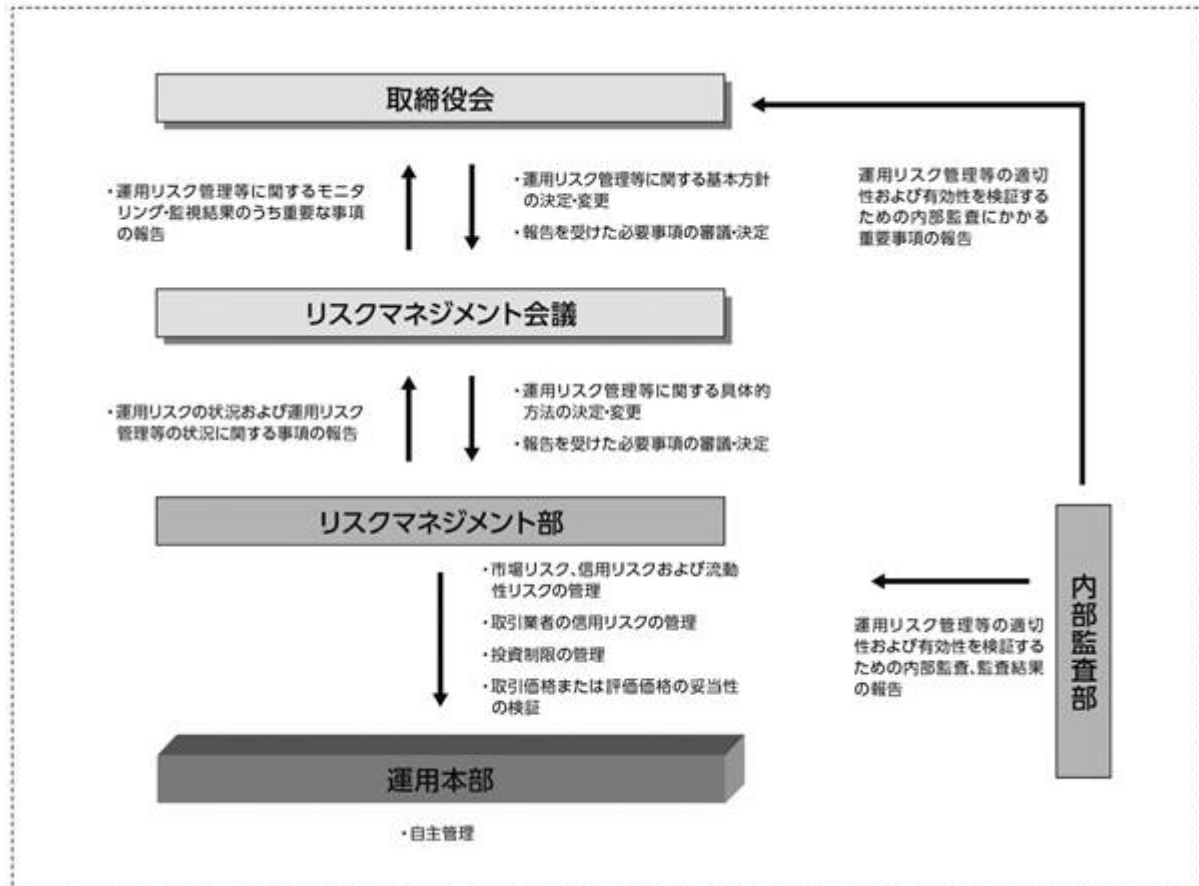 取締役会
・運用リスク管理等に関するモニタ
リング・監視結果のうち重要な事項
の報告
・運用リスク管理等に関する基本方針
の決定・変更
・報告を受けた必要事項の審議・決定
運用リスク管理等の適切
性および有効性を検証す
るための内部監査にかかる
重要事項の報告
リスクマネジメント会議
・運用リスクの状況および運用リスク
管理等の状況に関する事項の報告
・運用リスク管理等に関する具体的
方法の決定・変更
・報告を受けた必要事項の審議・決定
リスクマネジメント部
・市場リスク、信用リスクおよび流動
性リスクの管理
・取引業者の信用リスクの管理
・投資制限の管理
・取引価格または評価価格の妥当性
の検証
運用リスク管理等の適切
性および有効性を検証する
ための内部監査、監査結果
の報告
内部監査部
運用本部
・自主管理